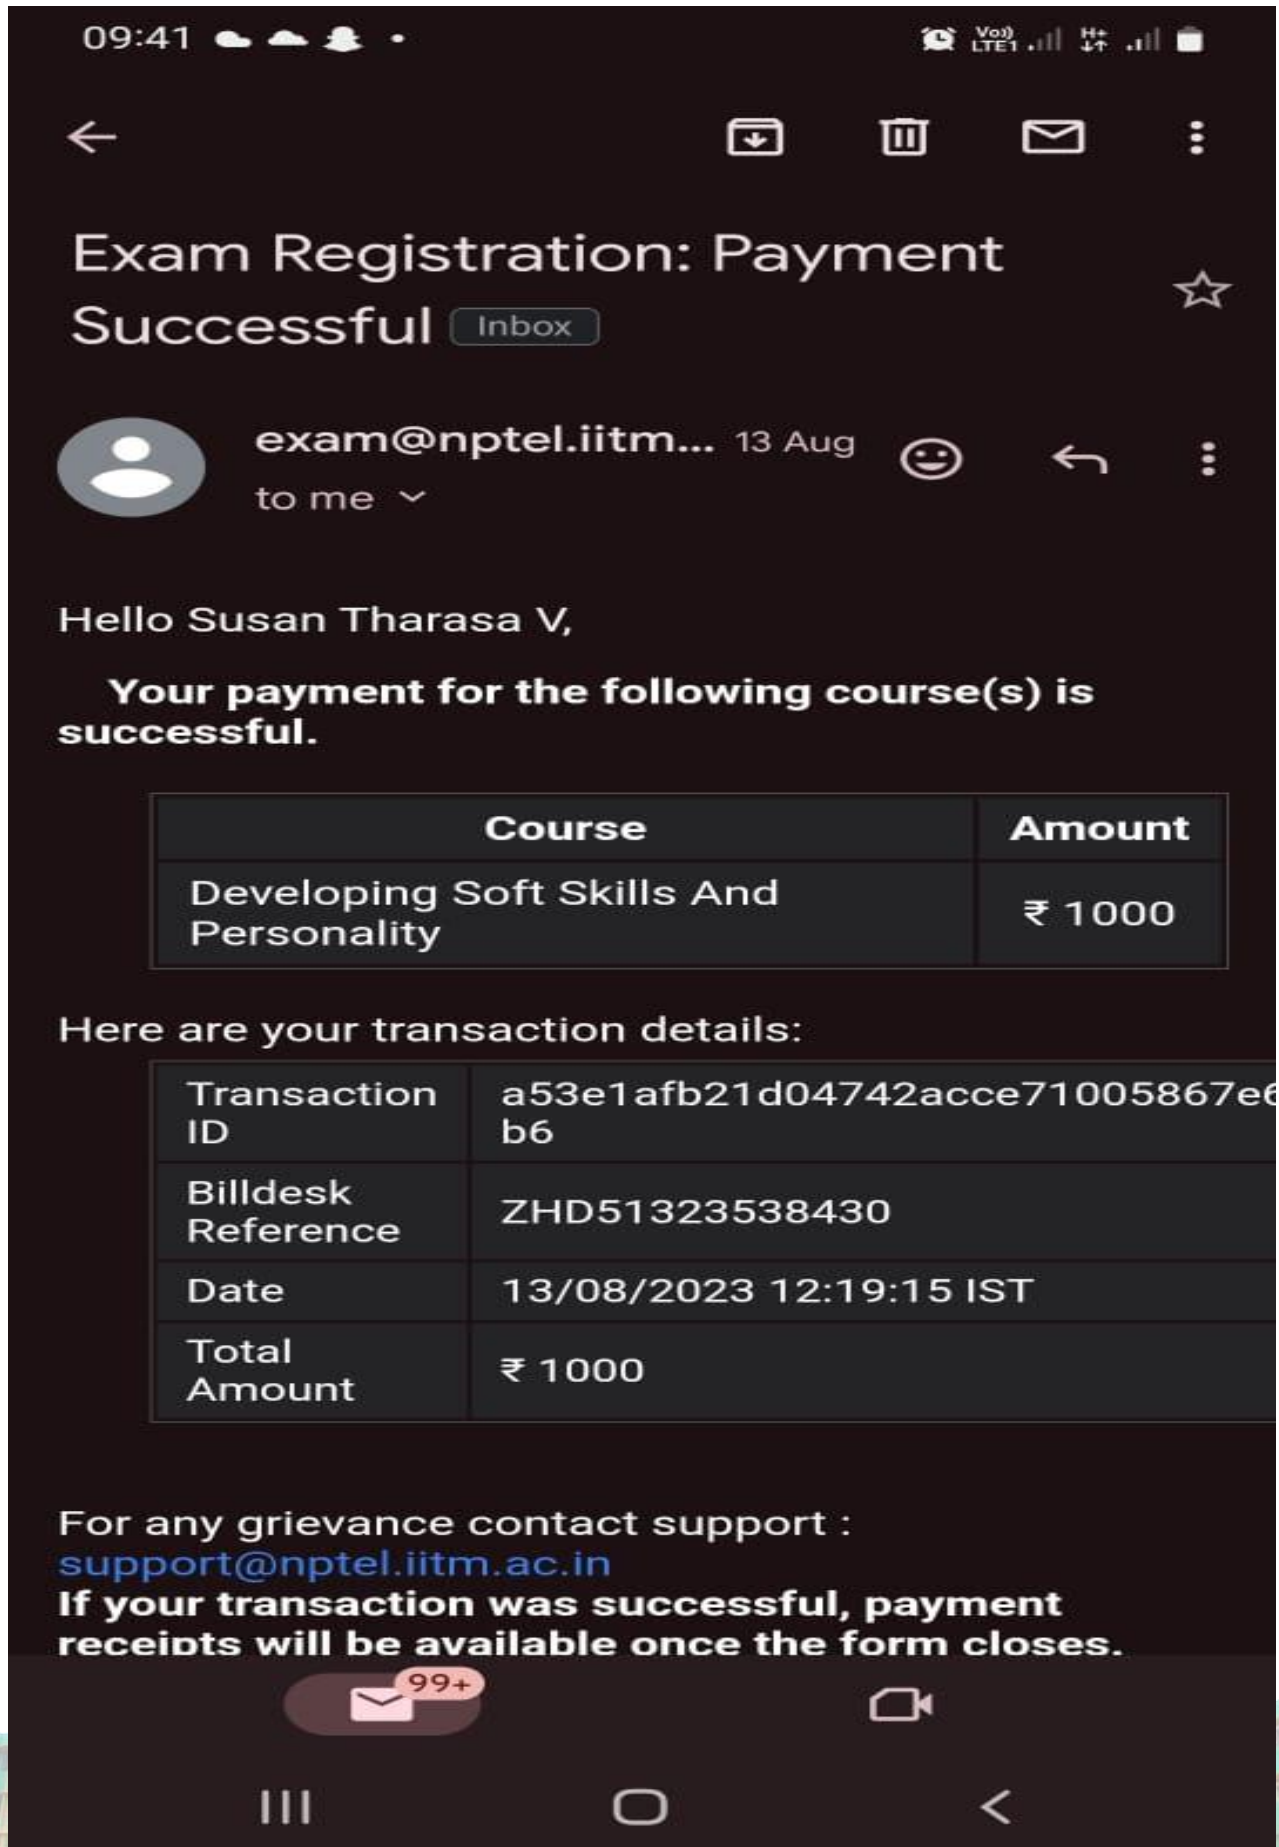 09:41
Vo)) LTE1 H+
Exam Registration: Payment
Successful Inbox
exam@nptel.iitm... 13 Aug
to me
Hello Susan Tharasa V,
Your payment for the following course(s) is
successful.
Course Amount
Developing Soft Skills And
Personality
₹ 1000
Here are your transaction details:
Transaction
ID
a53e1afb21d04742acce71005867e6
b6
Billdesk
Reference
ZHD51323538430
Date 13/08/2023 12:19:15 IST
Total
Amount
₹ 1000
For any grievance contact support :
support@nptel.iitm.ac.in
If your transaction was successful, payment
receipts will be available once the form closes.
99+